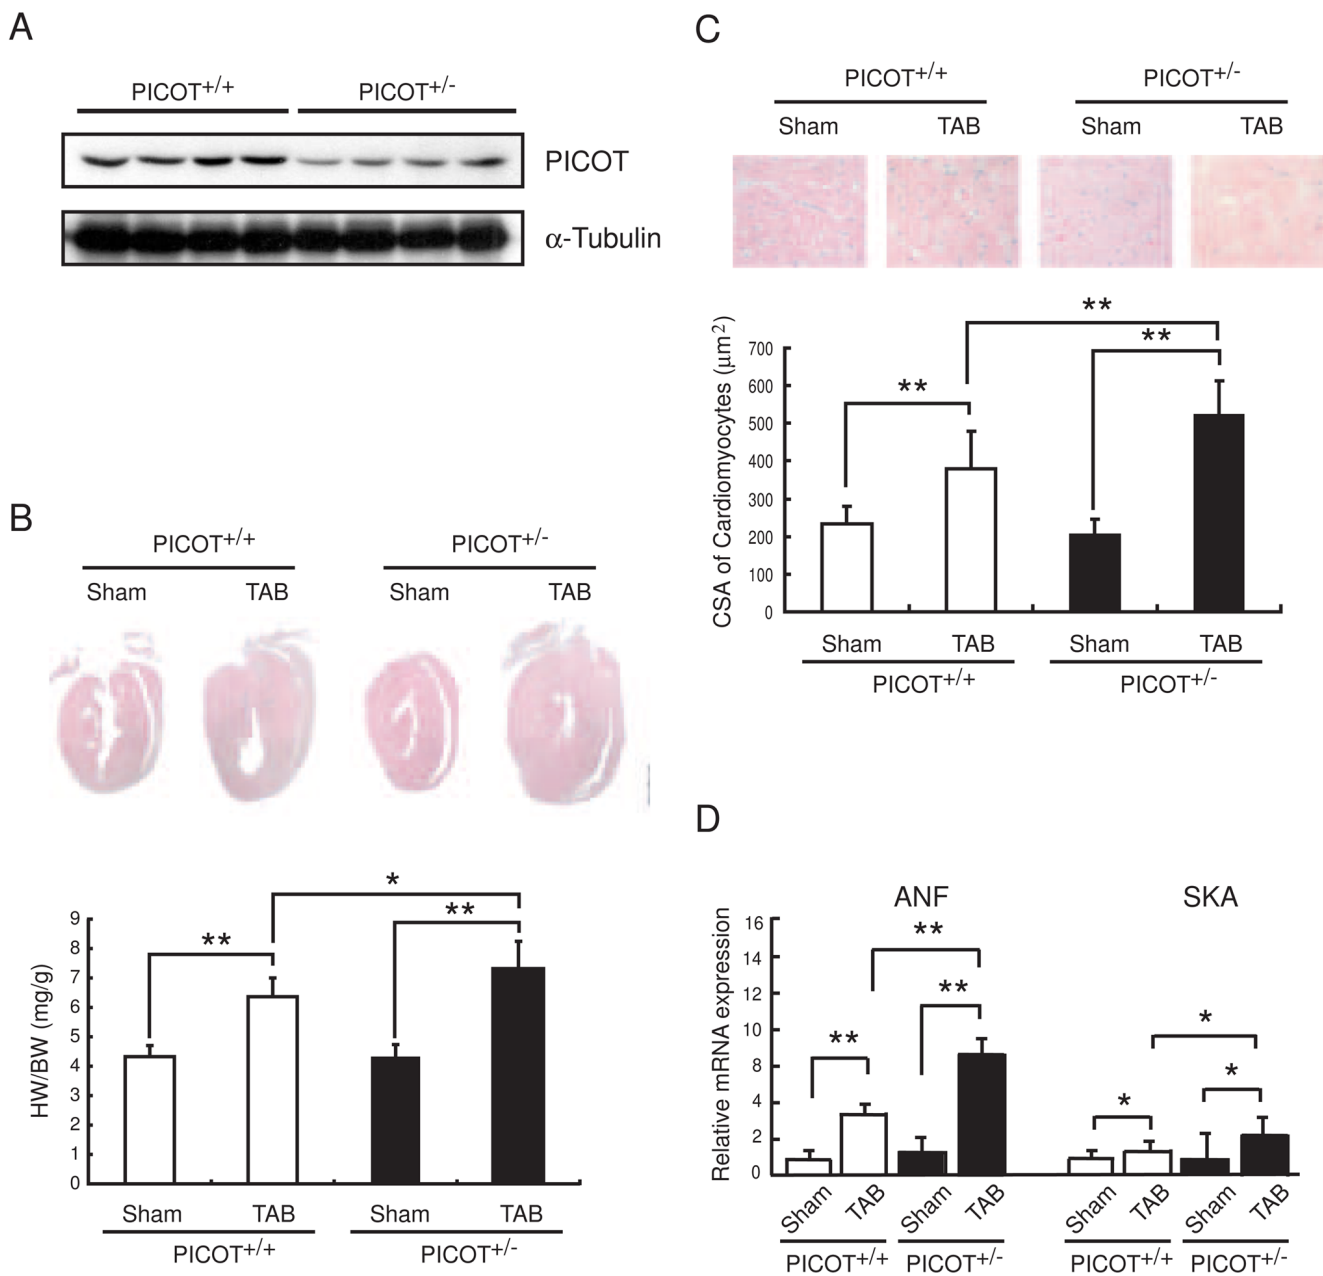 A
PICOT+/+ PICOT+/-
PICOT
α-Tubulin
B
PICOT+/+ PICOT+/-
Sham TAB Sham TAB
*
**
**
HW/BW (mg/g)
9
8
7
6
5
4
3
2
1
0
Sham TAB Sham TAB
PICOT+/+ PICOT+/-
C
PICOT+/+ PICOT+/-
Sham TAB Sham TAB
**
**
**
CSA of Cardiomyocytes (μm2)
700
600
500
400
300
200
100
0
Sham TAB Sham TAB
PICOT+/+ PICOT+/-
D
ANF SKA
**
**
**
*
*
*
Relative mRNA expression
16
14
12
10
8
4
2
0
Sham TAB Sham TAB Sham TAB Sham TAB
PICOT+/+ PICOT+/- PICOT+/+ PICOT+/-